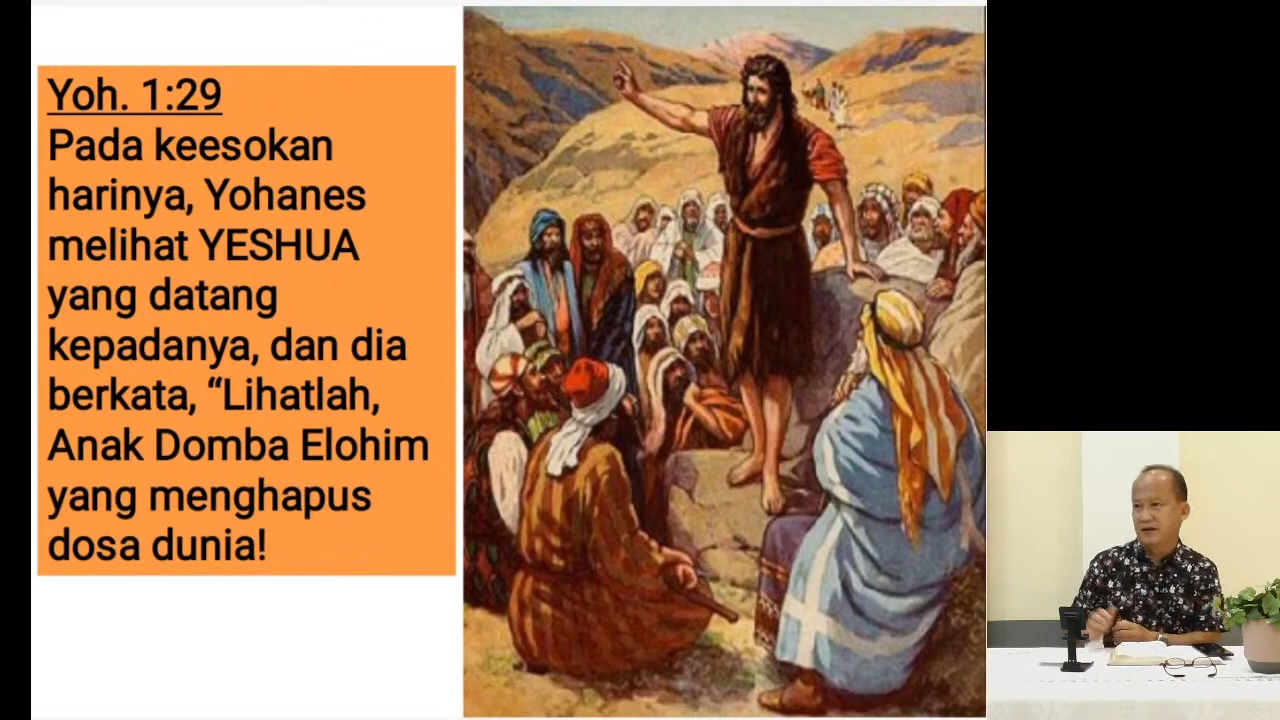 Yoh. 1:29
Pada keesokan
harinya, Yohanes
melihat YESHUA
yang datang
kepadanya, dan dia
berkata, “Lihatlah,
Anak Domba Elohim
yang menghapus
dosa dunia!